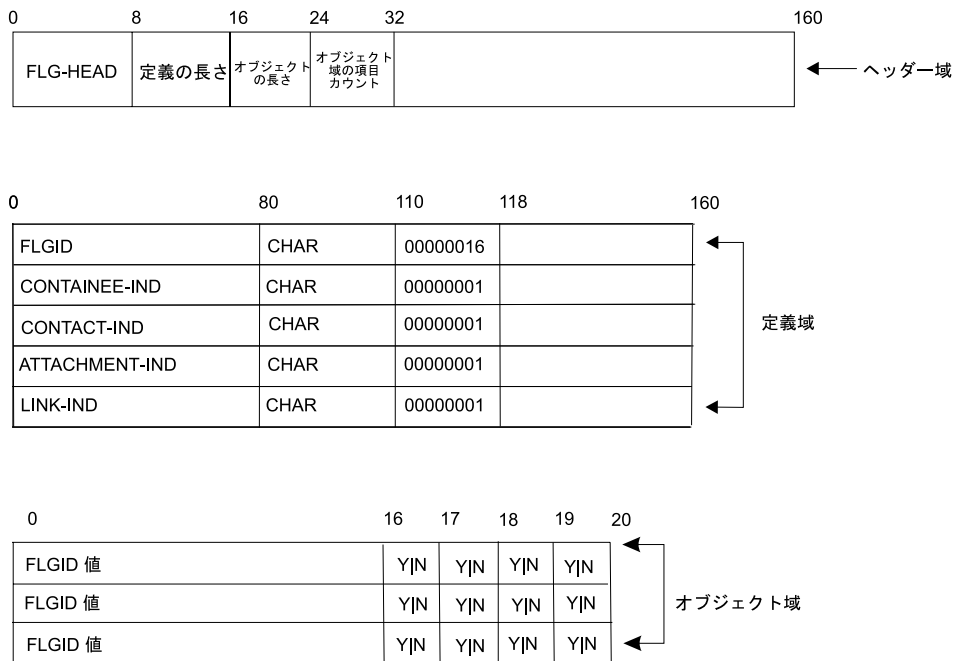 0 8 16 24 32 160
FLG-HEAD 定義の長さ オブジェクトの長さ オブジェクト域の項目カウント ヘッダー域
0 80 110 118 160
FLGID CHAR 00000016
CONTAINEE-IND CHAR 00000001
CONTACT-IND CHAR 00000001
定義域
ATTACHMENT-IND CHAR 00000001
LINK-IND CHAR 00000001
0 16 17 18 19 20
FLGID 値 Y|N Y|N Y|N Y|N
FLGID 値 Y|N Y|N Y|N Y|N
オブジェクト域
FLGID 値 Y|N Y|N Y|N Y|N